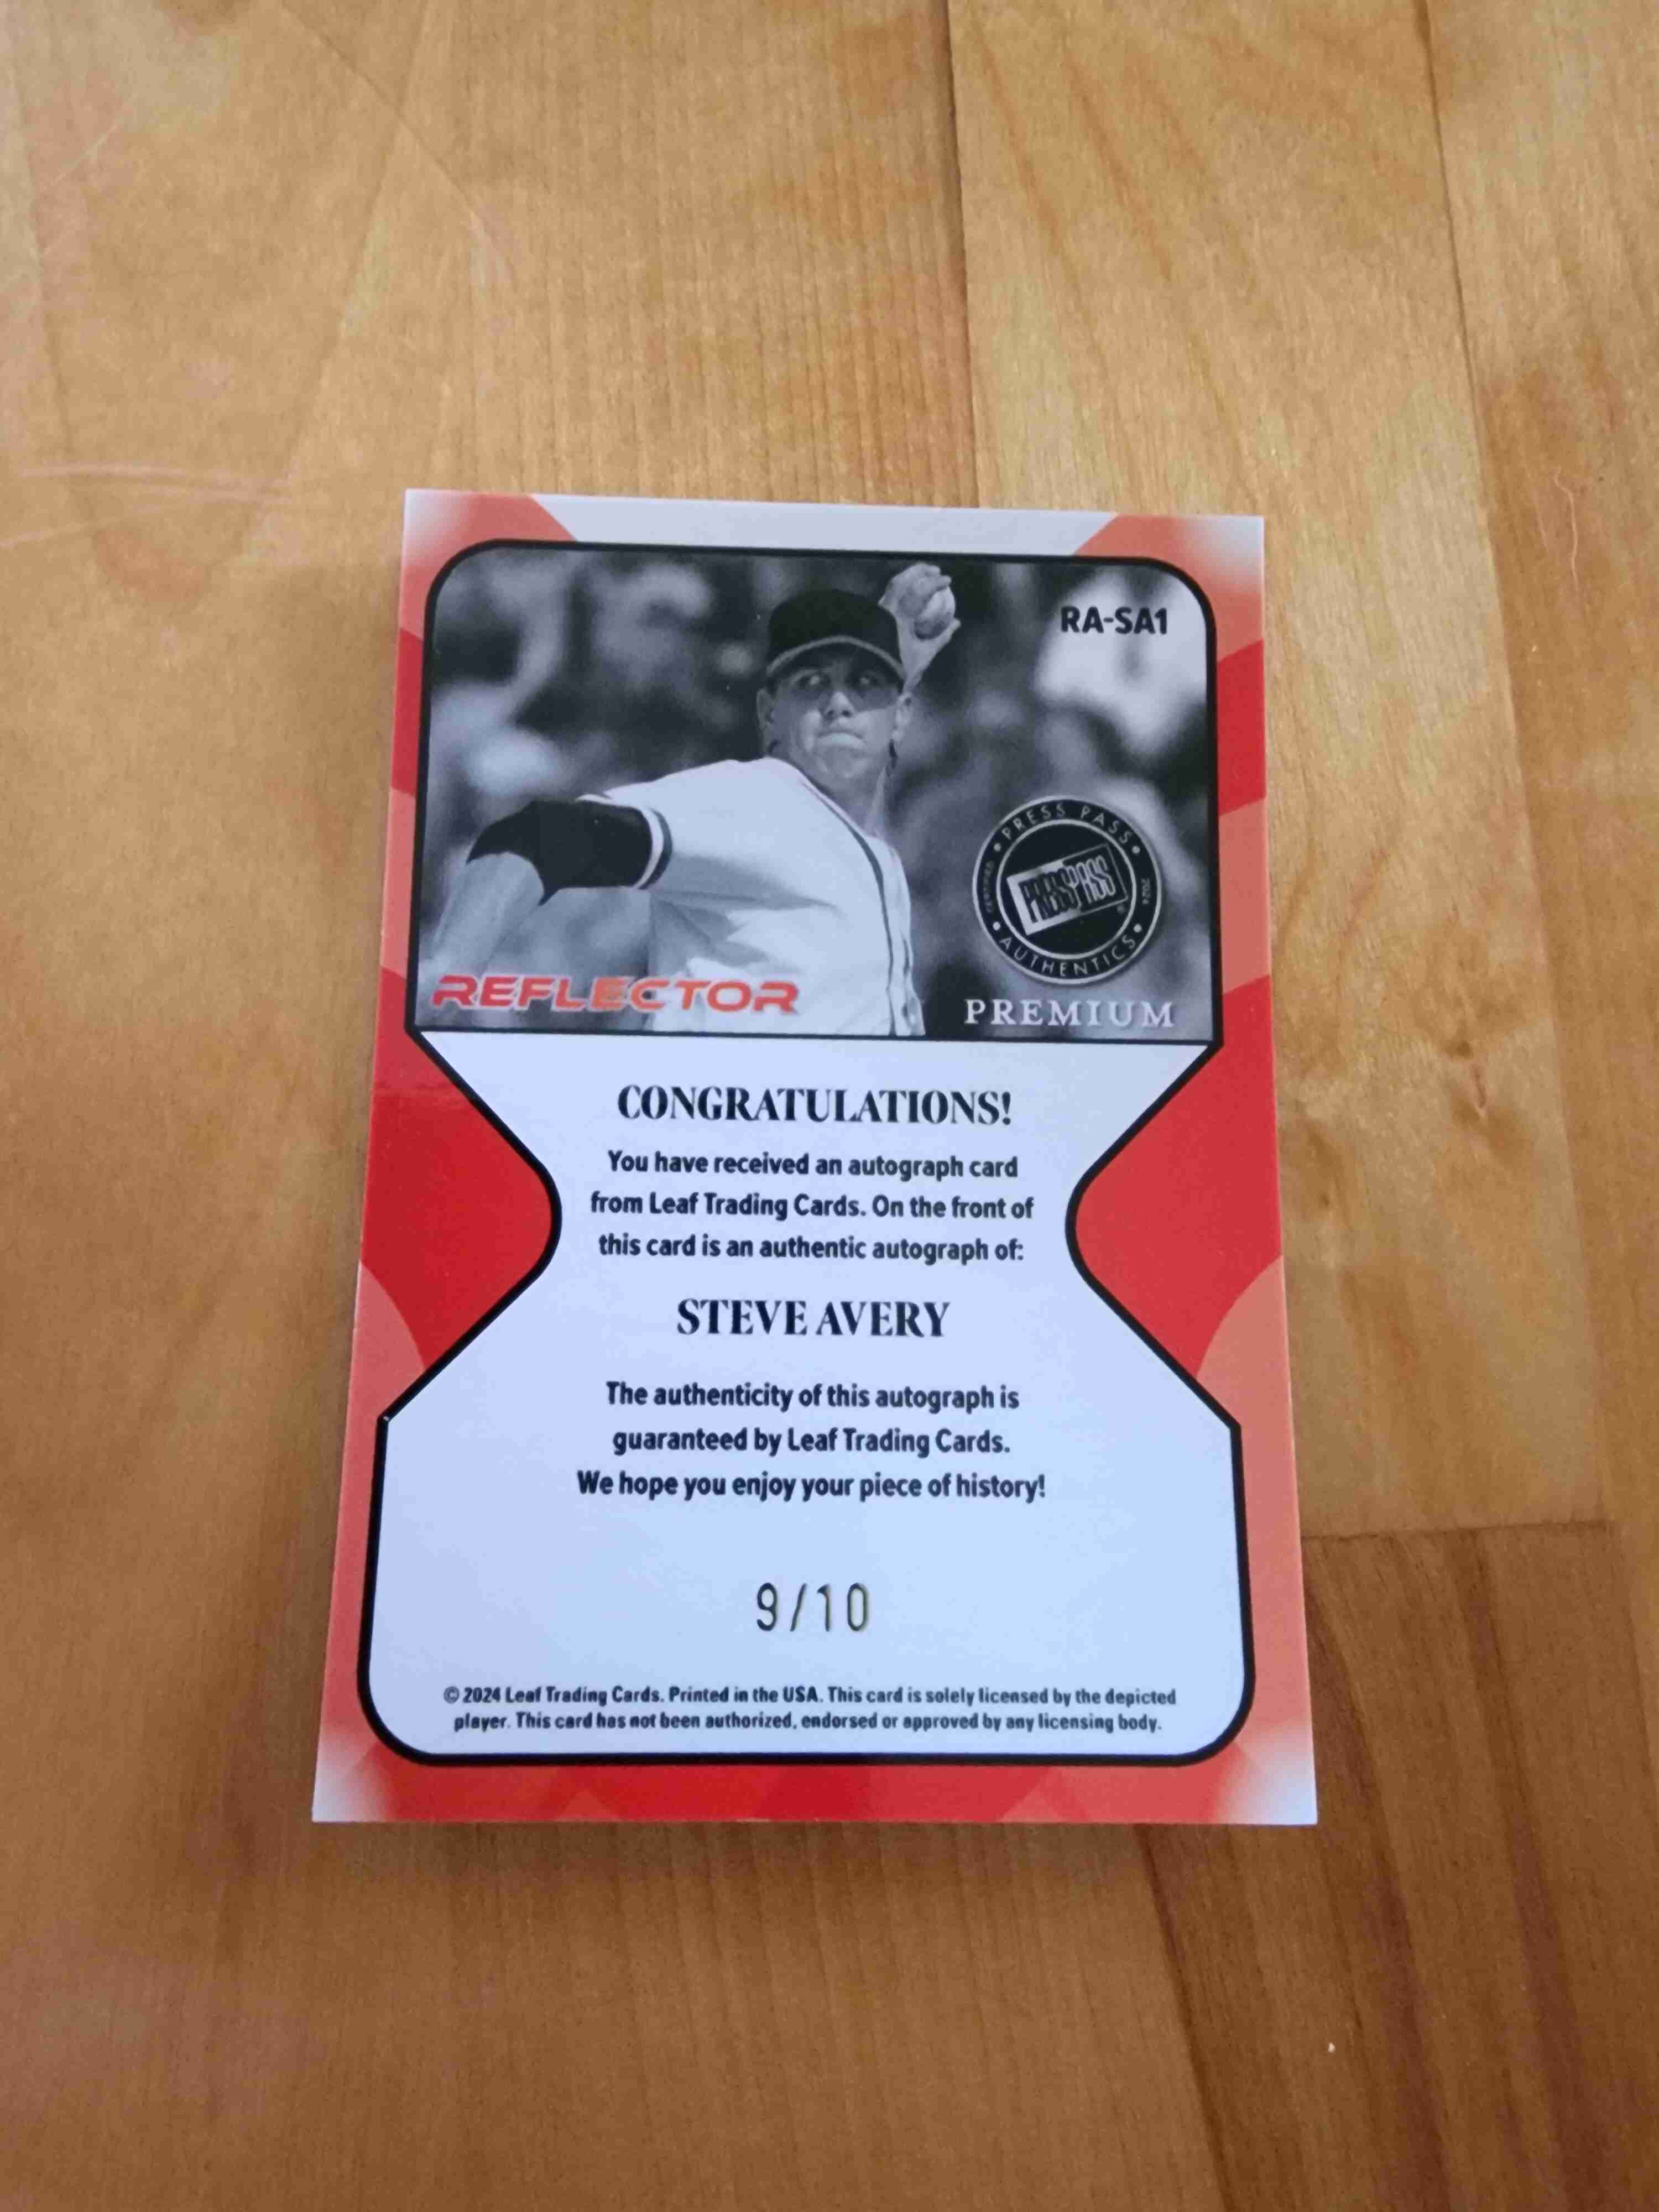 RA-SA1
PRESS PASS
CERTIFIED
PRESS PASS
2024
AUTHENTICS
REFLECTOR
PREMIUM
CONGRATULATIONS!
You have received an autograph card
from Leaf Trading Cards. On the front of
this card is an authentic autograph of:
STEVE AVERY
The authenticity of this autograph is
guaranteed by Leaf Trading Cards.
We hope you enjoy your piece of history!
9/10
© 2024 Leaf Trading Cards. Printed in the USA. This card is solely licensed by the depicted
player. This card has not been authorized, endorsed or approved by any licensing body.